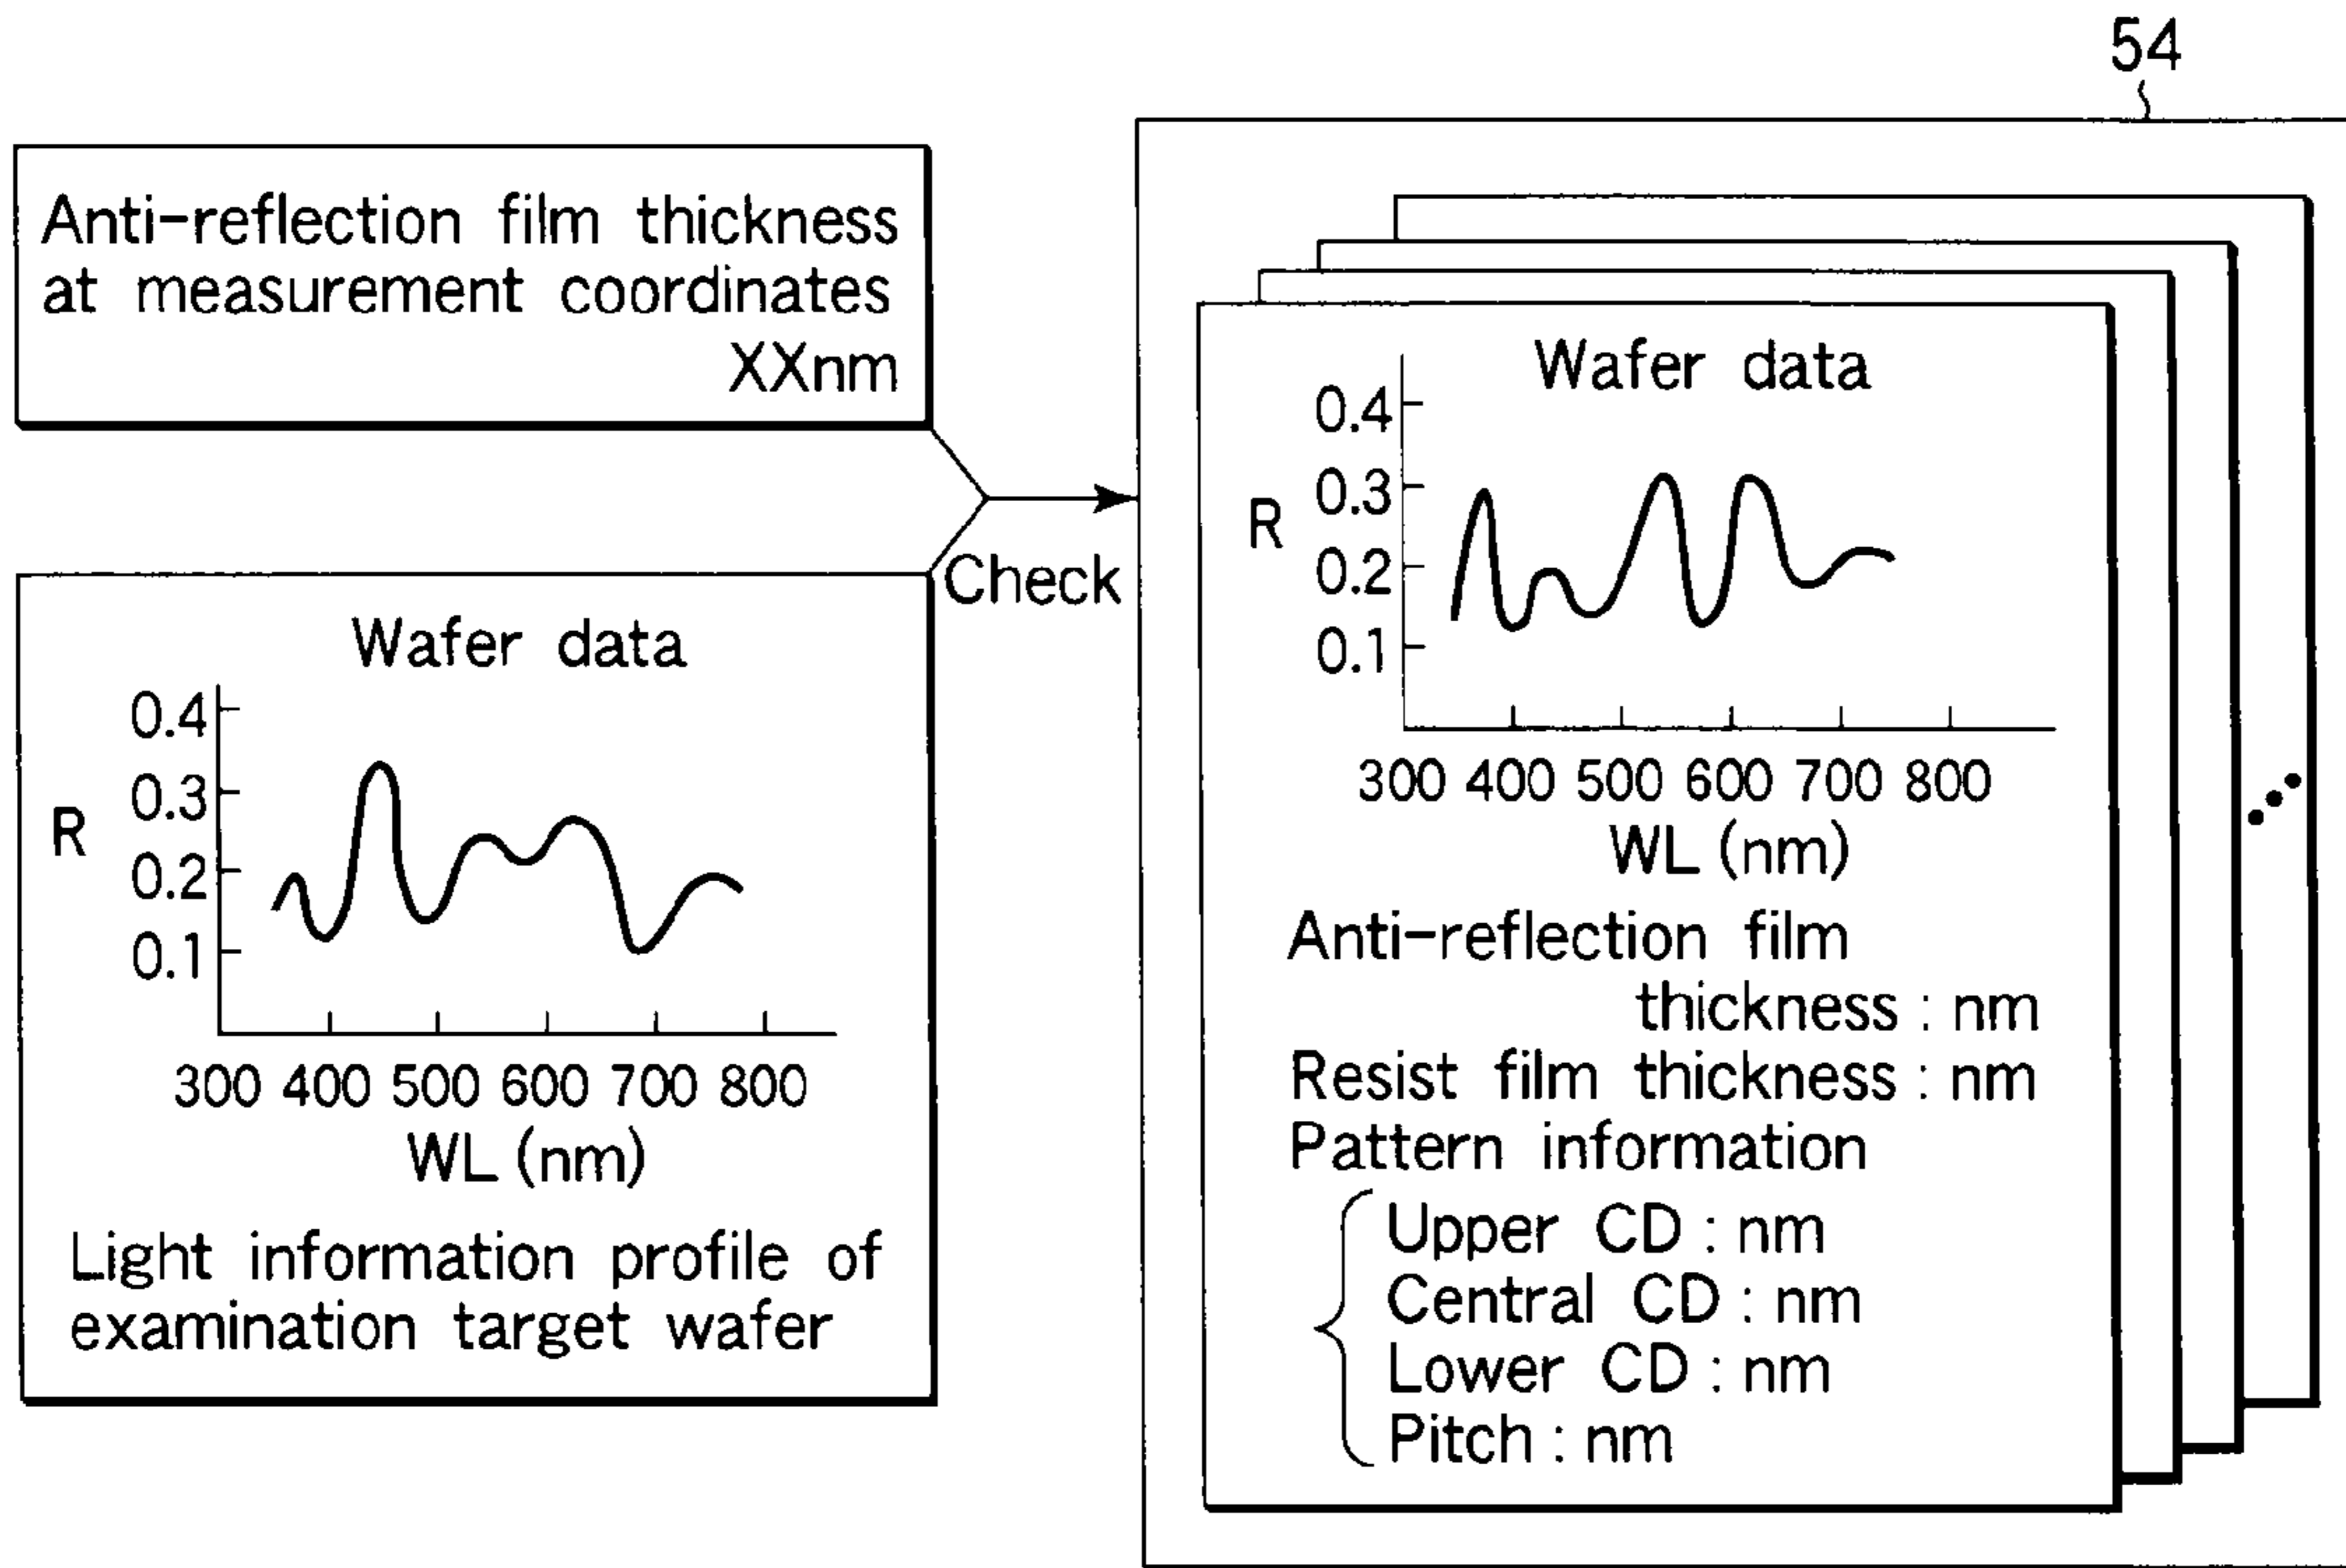 54
Anti-reflection film thickness
at measurement coordinates
XXnm
Check
Wafer data
0.4
0.3
R
0.2
0.1
300 400 500 600 700 800
WL (nm)
Light information profile of
examination target wafer
Wafer data
0.4
0.3
R
0.2
0.1
300 400 500 600 700 800
WL (nm)
Anti-reflection film
thickness : nm
Resist film thickness : nm
Pattern information
Upper CD : nm
Central CD : nm
Lower CD : nm
Pitch : nm